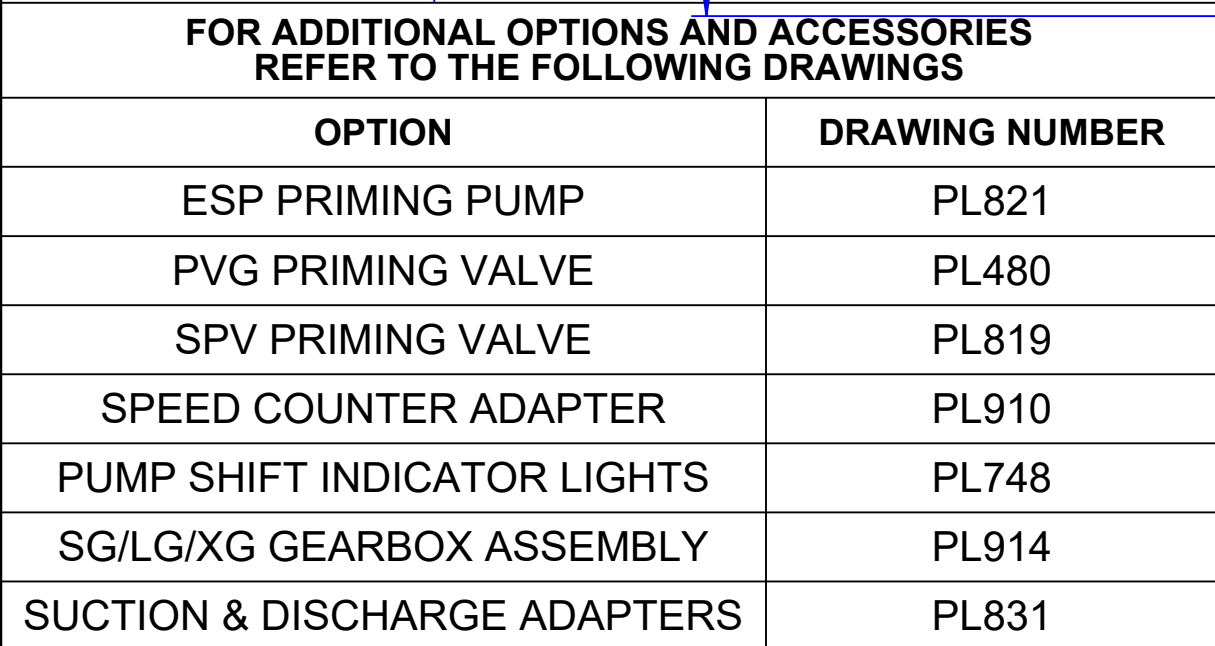 FOR ADDITIONAL OPTIONS AND ACCESSORIES
REFER TO THE FOLLOWING DRAWINGS
OPTION DRAWING NUMBER
ESP PRIMING PUMP PL821
PVG PRIMING VALVE PL480
SPV PRIMING VALVE PL819
SPEED COUNTER ADAPTER PL910
PUMP SHIFT INDICATOR LIGHTS PL748
SG/LG/XG GEARBOX ASSEMBLY PL914
SUCTION & DISCHARGE ADAPTERS PL831